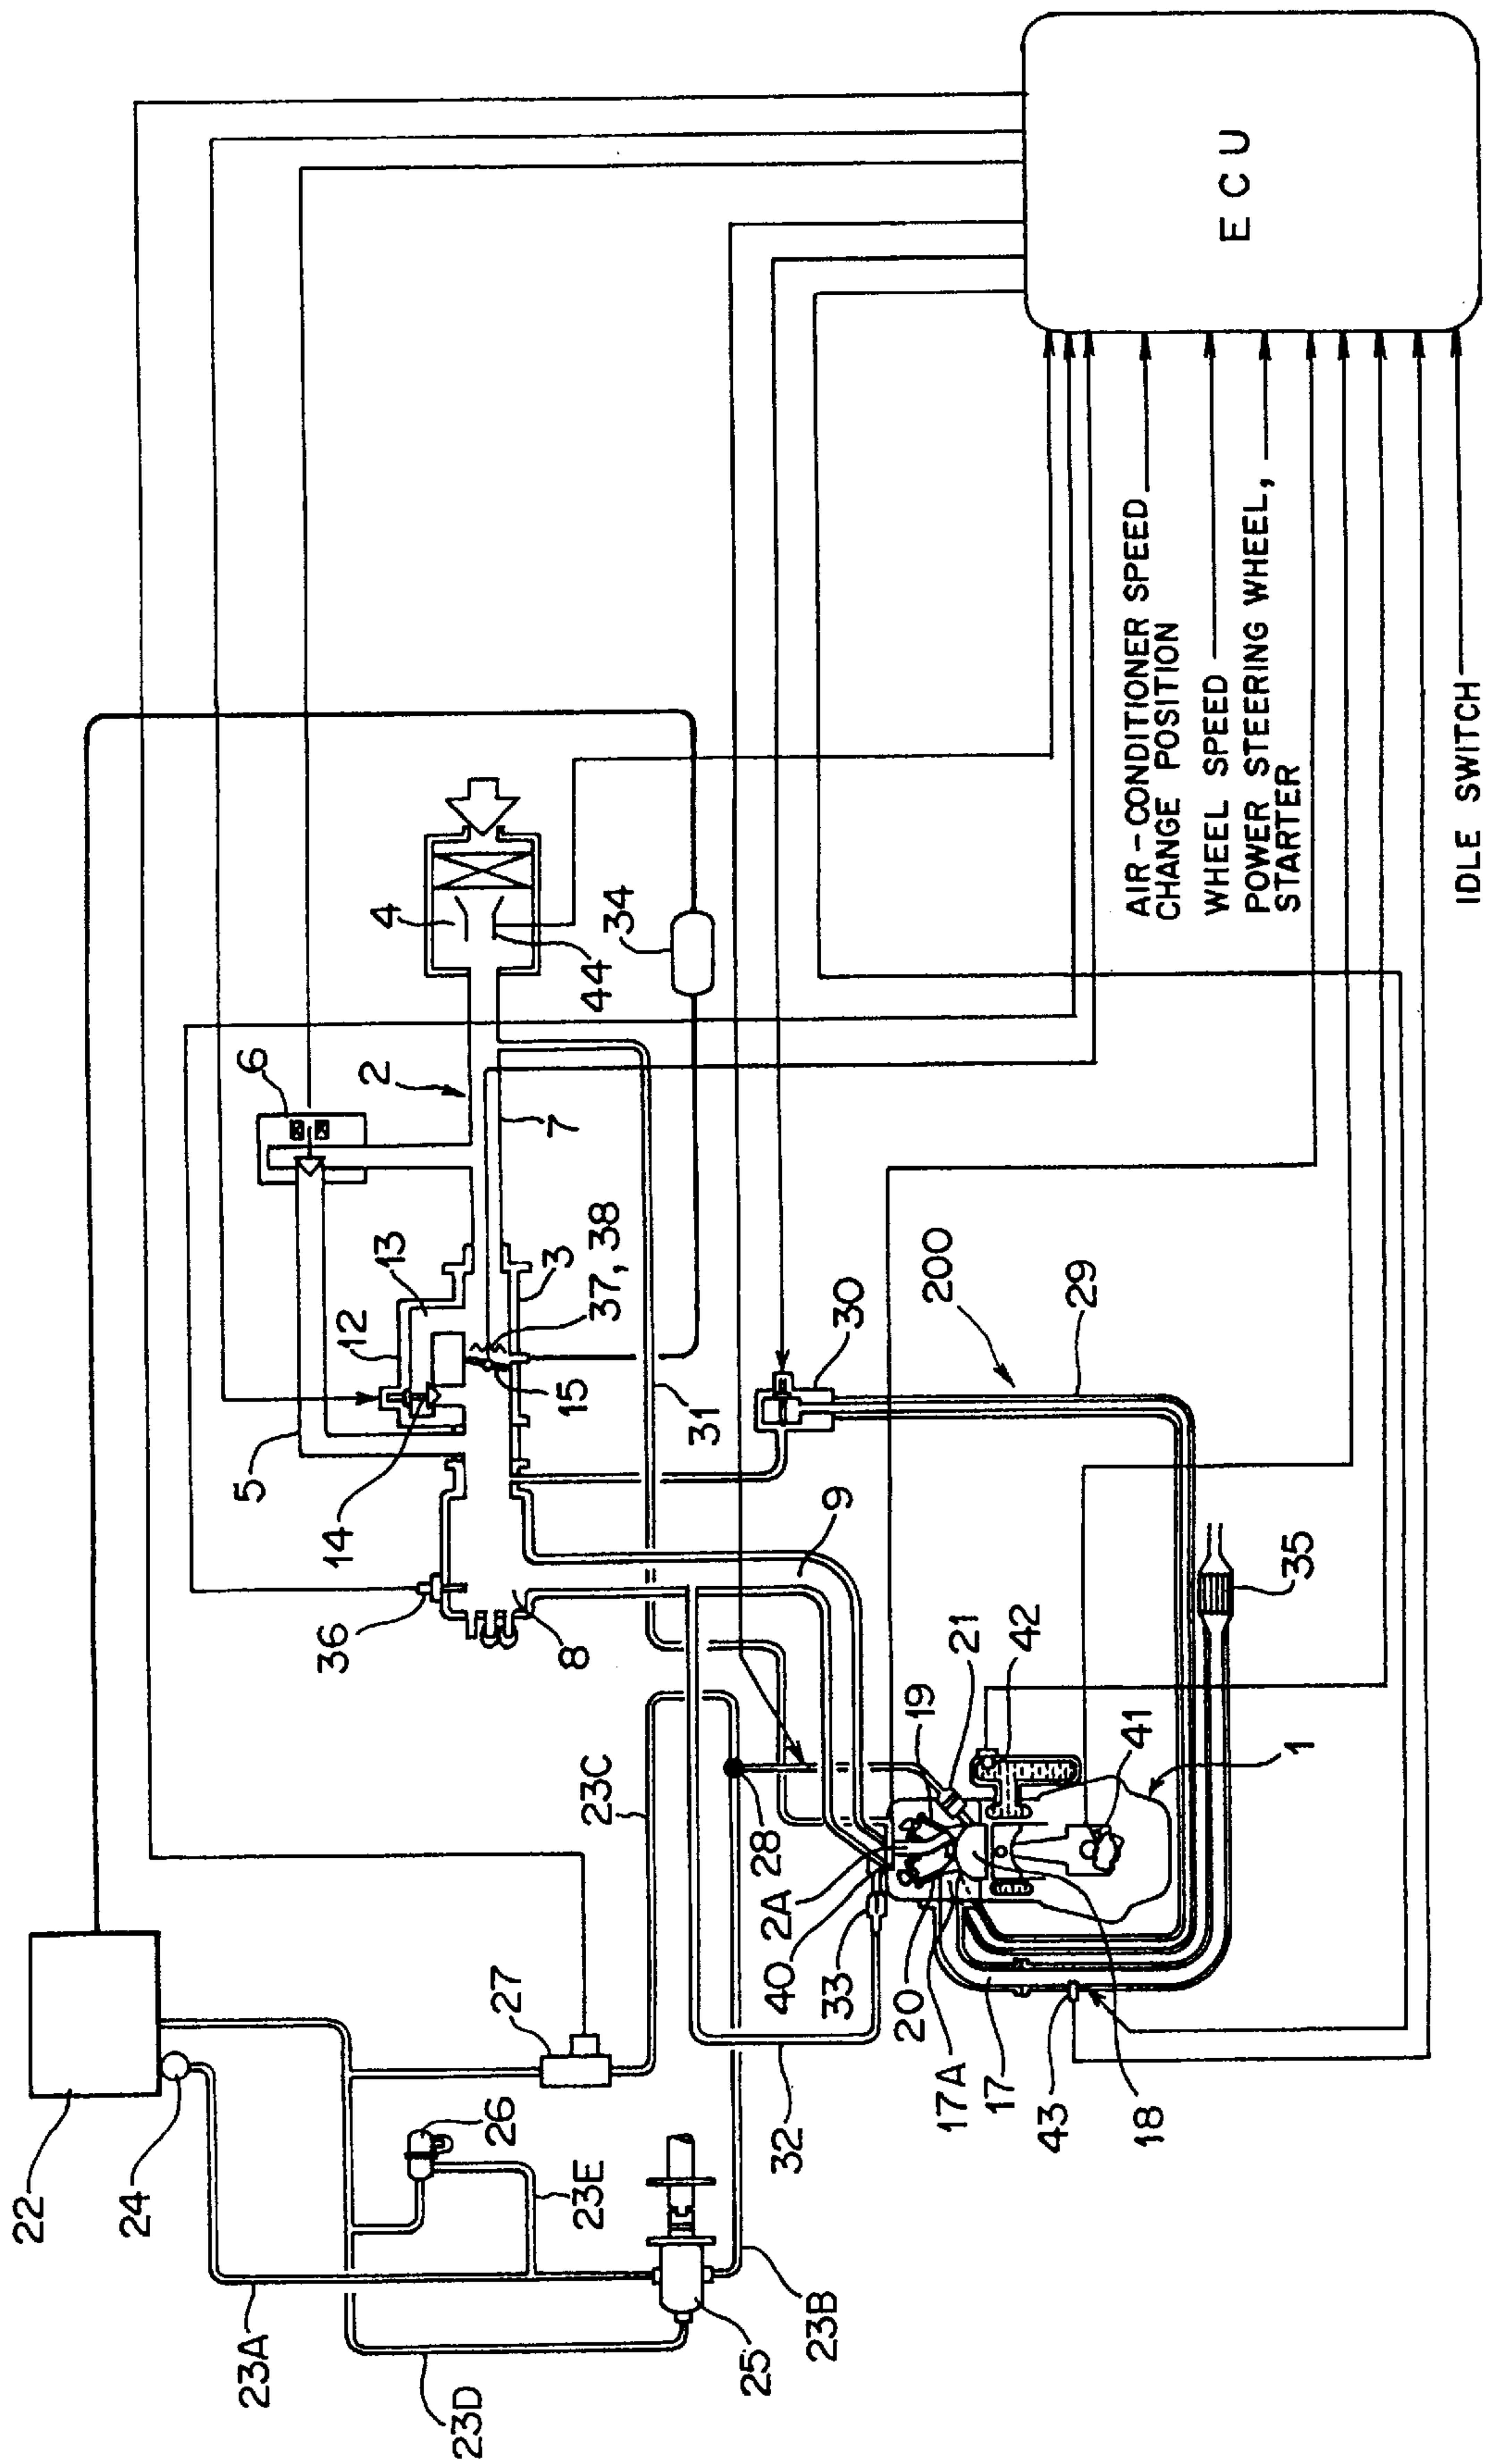 22
24
23A
5
6
36
14
12
13
2
4
23D
26
27
23E
23C
8
15
3
7
37, 38
44
34
31
25
28
2A
23B
32
40
33
9
30
20
19
200
17A
21
17
42
43
29
18
41
1
35
AIR-CONDITIONER SPEED
CHANGE POSITION
WHEEL SPEED
POWER STEERING WHEEL,
STARTER
IDLE SWITCH
ECU